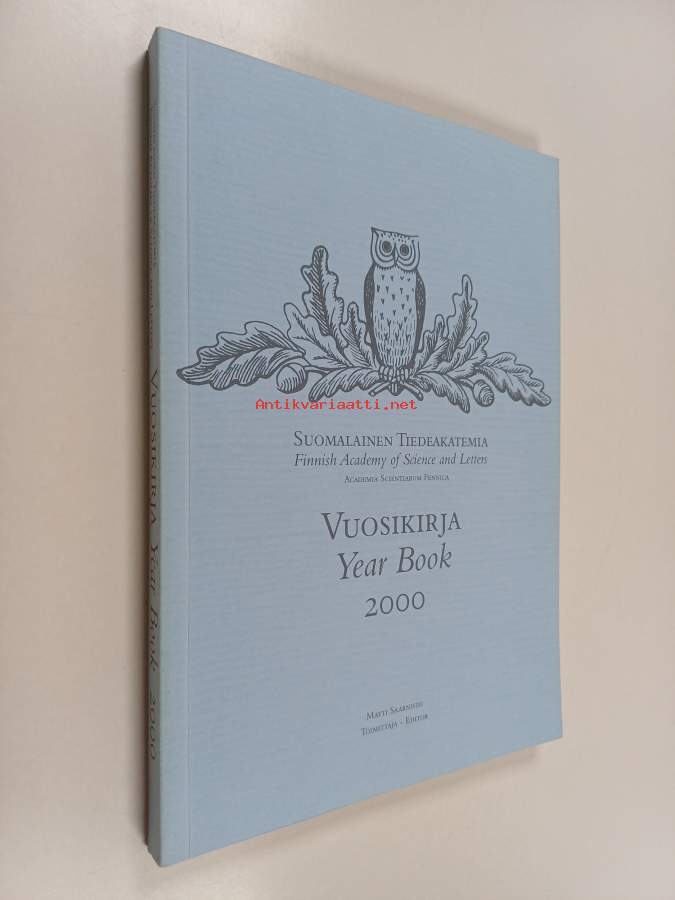 Antikvariaatti.net
SUOMALAINEN TIEDEAKATEMIA
Finnish Academy of Science and Letters
ACADEMIA SCIENTIARUM FENNICA
VUOSIKIRJA
Year Book
2000
MATTI SAARNISTO
TOIMITTAJA – EDITOR
VUOSIKIRJA Year Book 2000